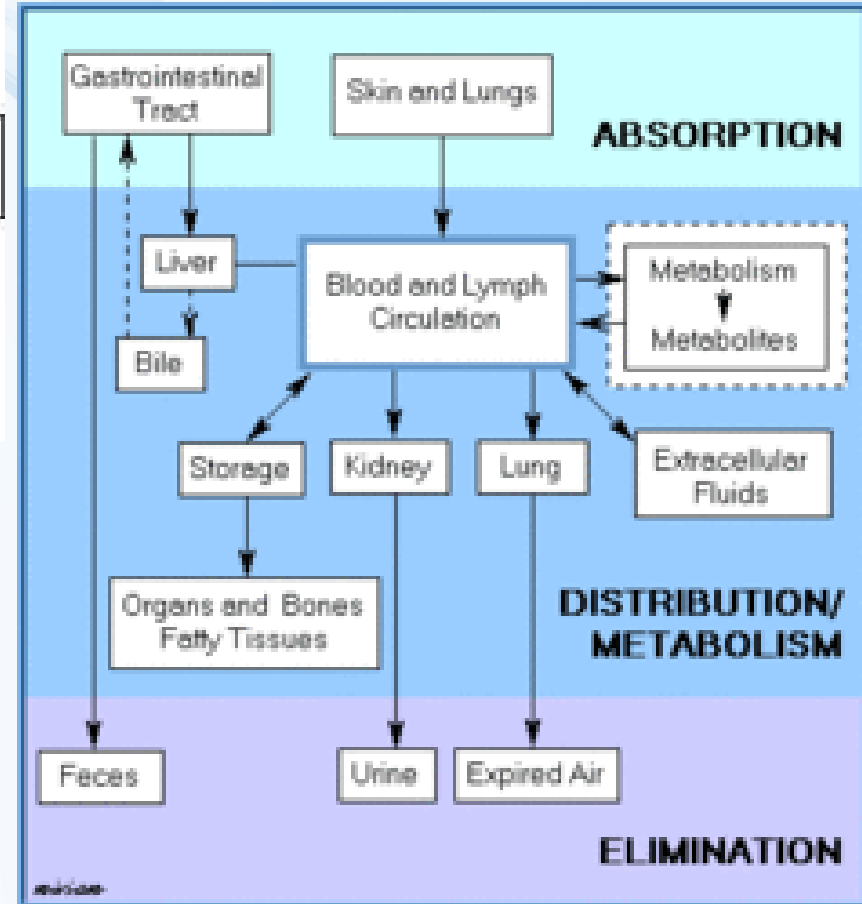 Gastrointestinal
Tract
Skin and Lungs
ABSORPTION
Liver
Blood and Lymph
Circulation
Metabolism
Metabolites
Bile
Storage
Kidney
Lung
Extracellular
Fluids
Organs and Bones
Fatty Tissues
DISTRIBUTION/
METABOLISM
Feces
Urine
Expired Air
ELIMINATION